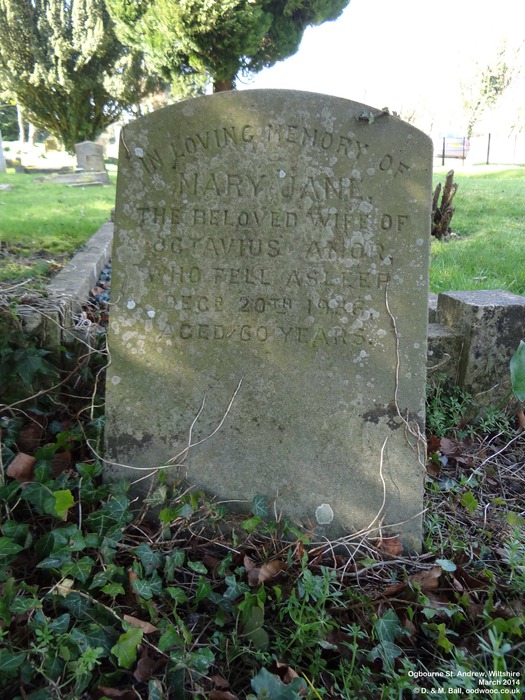 IN LOVING MEMORY OF
MARY JANE,
THE BELOVED WIFE OF
OCTAVIUS AMOR,
WHO FELL ASLEEP
DECR 20TH
AGED 60 YEARS.
Ogbourne St. Andrew, Wiltshire
March 2014
© D. & M. Ball, oodwooc.co.uk